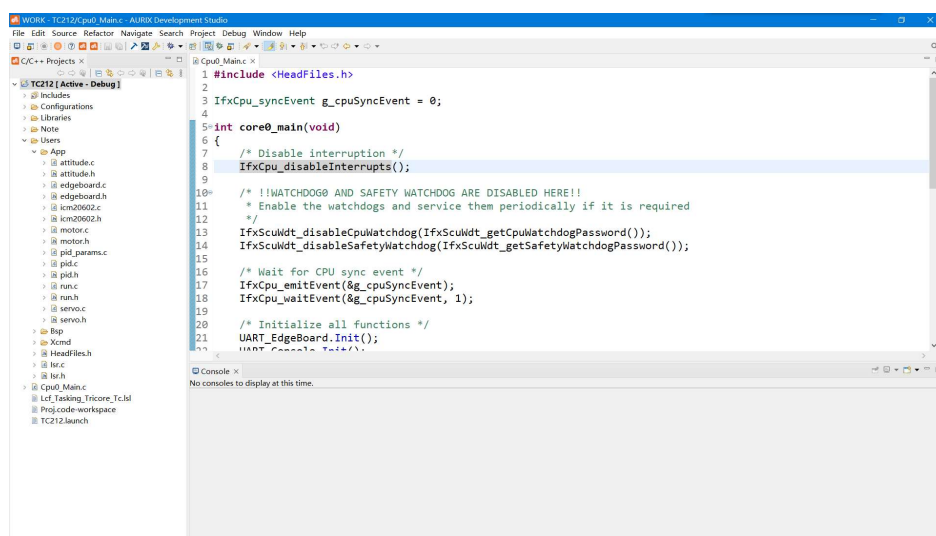 WORK - TC212/Cpu0_Main.c - AURIX Development Studio
File Edit Source Refactor Navigate Search Project Debug Window Help
C/C++ Projects
TC212 [ Active - Debug ]
Includes
Configurations
Libraries
Note
Users
App
attitude.c
attitude.h
edgeboard.c
edgeboard.h
icm20602.c
icm20602.h
motor.c
motor.h
pid_params.c
pid.c
pid.h
run.c
run.h
servo.c
servo.h
Bsp
Xcmd
HeadFiles.h
Isr.c
Isr.h
Cpu0_Main.c
Lcf_Tasking_Tricore_Tc.lsl
Proj.code-workspace
TC212.launch
Cpu0_Main.c
1 #include <HeadFiles.h>
2
3 IfxCpu_syncEvent g_cpuSyncEvent = 0;
4
5 int core0_main(void)
6 {
7 /* Disable interruption */
8 IfxCpu_disableInterrupts();
9
10 /* !!WATCHDOG0 AND SAFETY WATCHDOG ARE DISABLED HERE!!
11 * Enable the watchdogs and service them periodically if it is required
12 */
13 IfxScuWdt_disableCpuWatchdog(IfxScuWdt_getCpuWatchdogPassword());
14 IfxScuWdt_disableSafetyWatchdog(IfxScuWdt_getSafetyWatchdogPassword());
15
16 /* Wait for CPU sync event */
17 IfxCpu_emitEvent(&g_cpuSyncEvent);
18 IfxCpu_waitEvent(&g_cpuSyncEvent, 1);
19
20 /* Initialize all functions */
21 UART_EdgeBoard.Init();
22 UART_Console.Init();
Console
No consoles to display at this time.